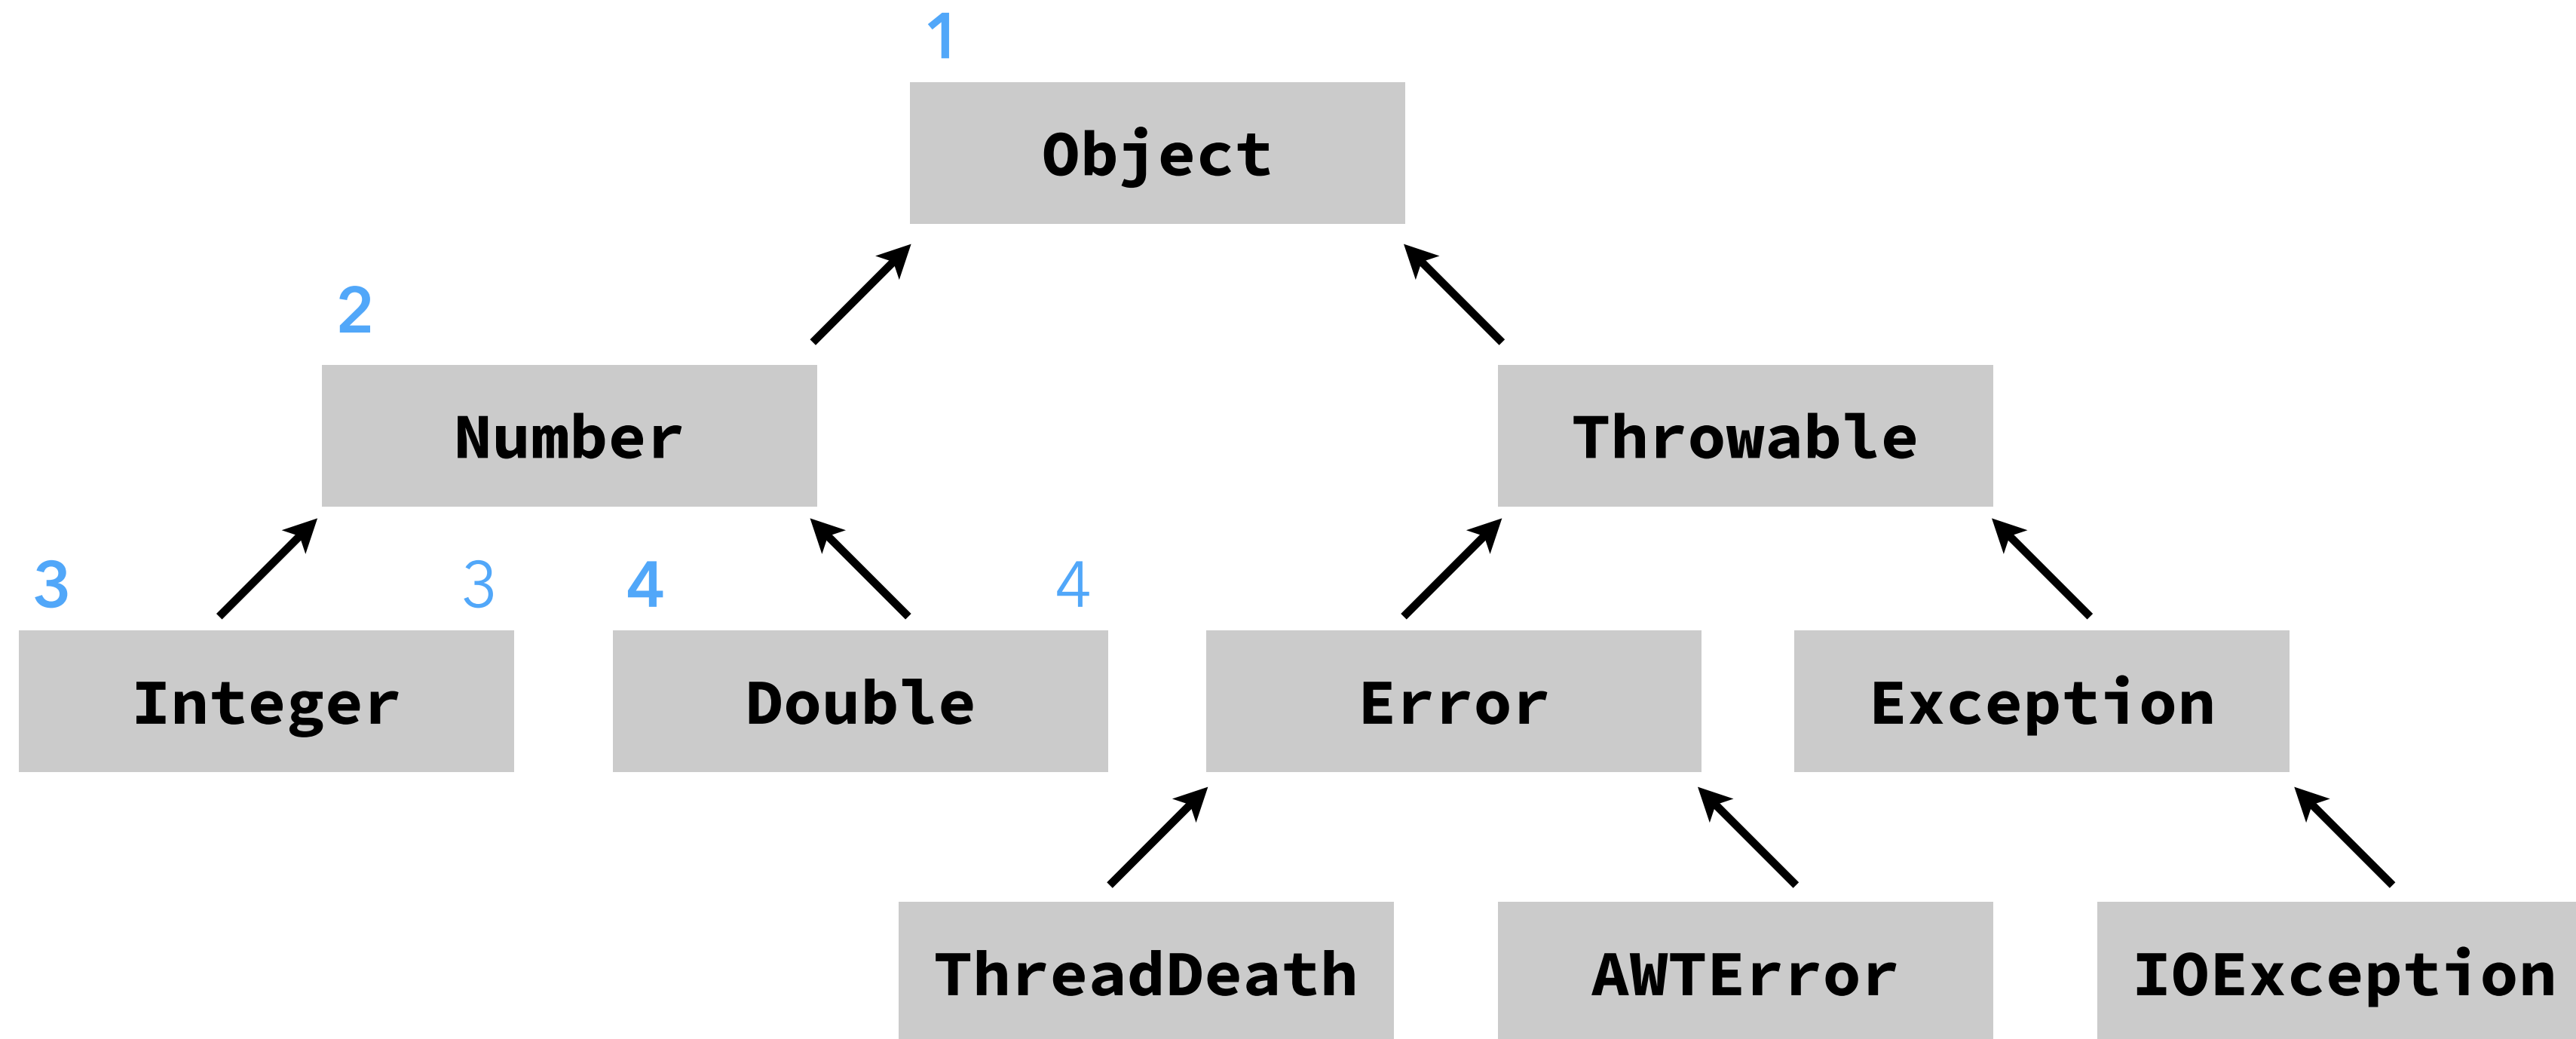 1
Object
2
Number
Throwable
3 3 4 4
Integer Double Error Exception
ThreadDeath AWTError IOException